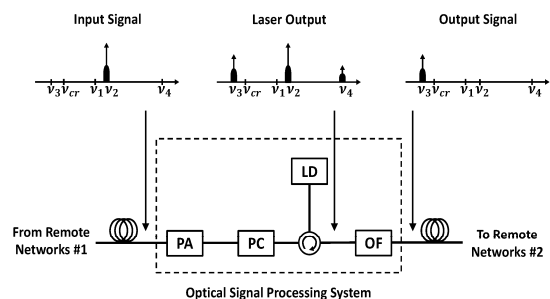 Input Signal
Laser Output
Output Signal
ν3 νcr ν1 ν2 ν4
ν3 νcr ν1 ν2 ν4
ν3 νcr ν1 ν2 ν4
LD
From Remote
Networks #1
PA
PC
OF
To Remote
Networks #2
Optical Signal Processing System